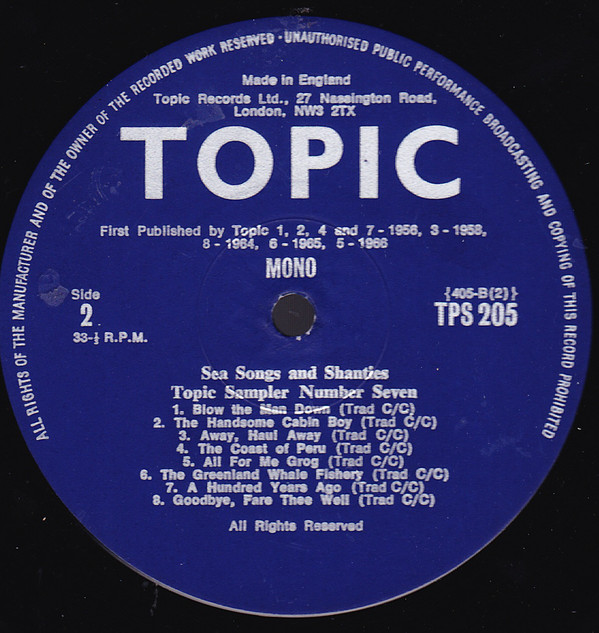 ALL RIGHTS OF THE MANUFACTURER AND OF THE OWNER OF THE RECORDED WORK RESERVED · UNAUTHORISED PUBLIC PERFORMANCE BROADCASTING AND COPYING OF THIS RECORD PROHIBITED
Made in England
Topic Records Ltd., 27 Nassington Road,
London, NW3 2TX
TOPIC
First Published by Topic 1, 2, 4 and 7 - 1956, 3 - 1958,
8 - 1964, 6 - 1965, 5 - 1966
MONO
Side
2
33-⅓ R.P.M.
{405-B(2)}
TPS 205
Sea Songs and Shanties
Topic Sampler Number Seven
1. Blow the Man Down (Trad C/C)
2. The Handsome Cabin Boy (Trad C/C)
3. Away, Haul Away (Trad C/C)
4. The Coast of Peru (Trad C/C)
5. All For Me Grog (Trad C/C)
6. The Greenland Whale Fishery (Trad C/C)
7. A Hundred Years Ago (Trad C/C)
8. Goodbye, Fare Thee Well (Trad C/C)
All Rights Reserved